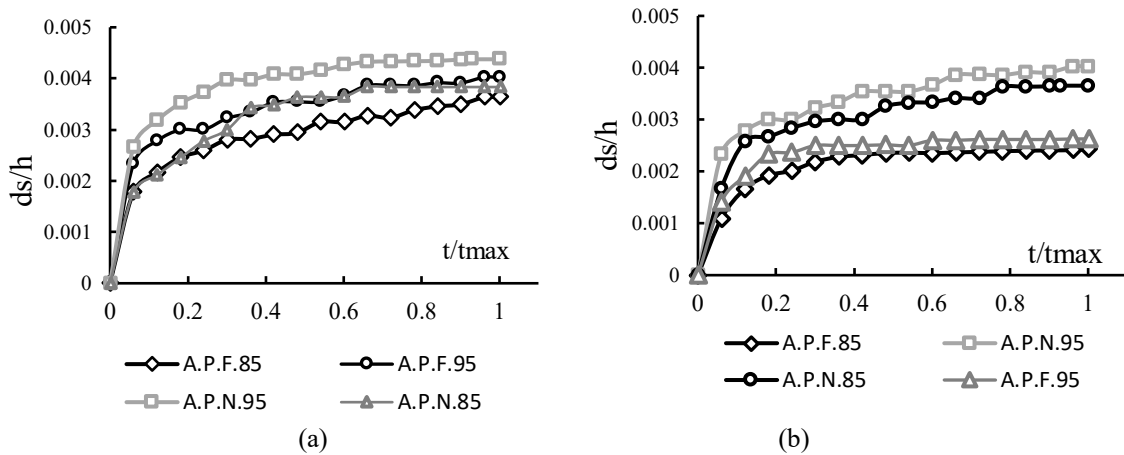 0.005
0.004
0.003
0.002
0.001
0
ds/h
t/tmax
0 0.2 0.4 0.6 0.8 1
A.P.F.85 A.P.F.95
A.P.N.95 A.P.N.85
(a)
0.005
0.004
0.003
0.002
0.001
0
ds/h
t/tmax
0 0.2 0.4 0.6 0.8 1
A.P.F.85 A.P.N.95
A.P.N.85 A.P.F.95
(b)